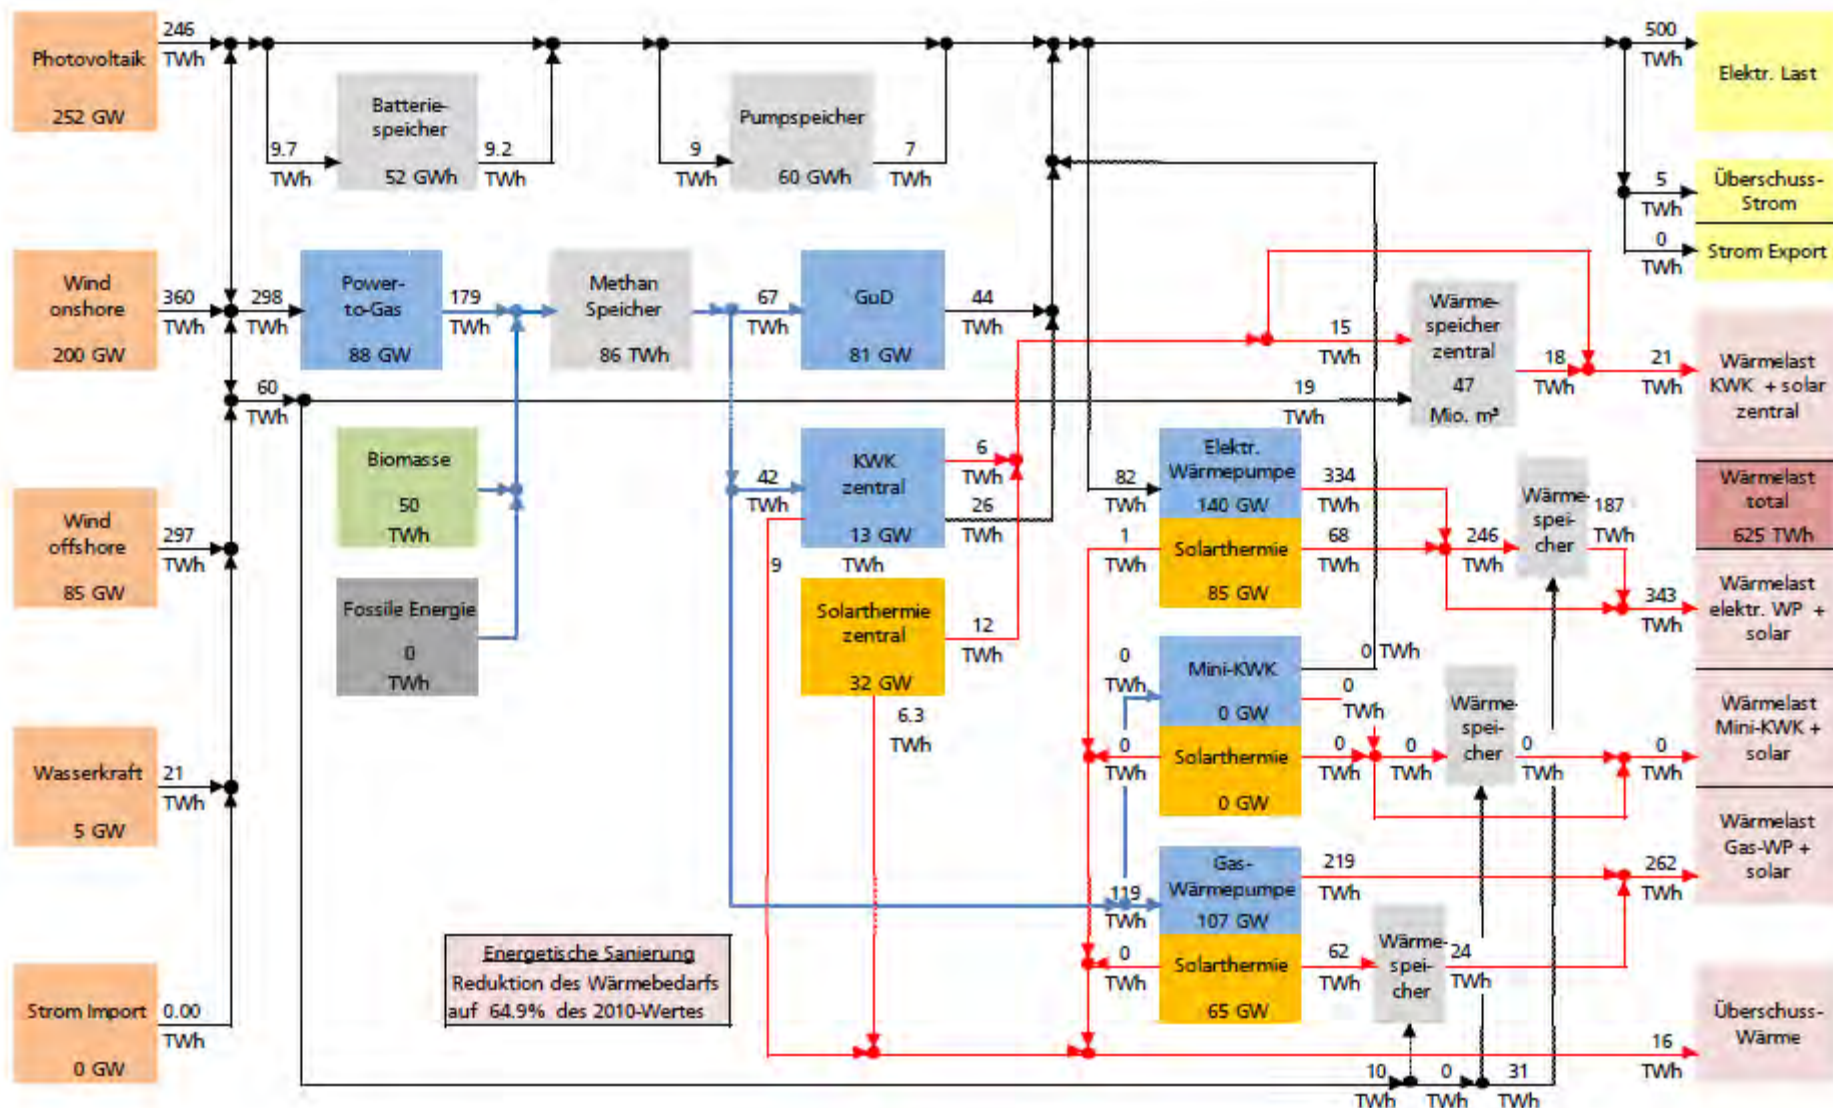 Photovoltaik
252 GW
246
TWh
Batterie-
speicher
52 GWh
9.7
TWh
9.2
TWh
Pumpspeicher
60 GWh
9
TWh
7
TWh
500
TWh
Elektr. Last
5
TWh
Überschuss-
Strom
0
TWh
Strom Export
Wind
onshore
200 GW
360
TWh
298
TWh
Power-
to-Gas
88 GW
179
TWh
Methan
Speicher
86 TWh
67
TWh
GuD
81 GW
44
TWh
15
TWh
Wärme-
speicher
zentral
47
Mio. m³
18
TWh
21
TWh
Wärmelast
KWK + solar
zentral
60
TWh
19
TWh
Biomasse
50
TWh
42
TWh
KWK
zentral
13 GW
6
TWh
26
TWh
9
TWh
82
TWh
Elektr.
Wärmepumpe
140 GW
334
TWh
Wärme-
spei-
cher
187
TWh
Wärmelast
total
625 TWh
Wind
offshore
85 GW
297
TWh
1
TWh
Solarthermie
85 GW
68
TWh
246
TWh
Fossile Energie
0
TWh
Solarthermie
zentral
32 GW
12
TWh
6.3
TWh
343
TWh
Wärmelast
elektr. WP +
solar
0
TWh
Mini-KWK
0 GW
0 TWh
0
TWh
Wärme-
spei-
cher
Wärmelast
Mini-KWK +
solar
Wasserkraft
5 GW
21
TWh
0
TWh
Solarthermie
0 GW
0
TWh
0
TWh
0
TWh
0
TWh
119
TWh
Gas-
Wärmepumpe
107 GW
219
TWh
262
TWh
Wärmelast
Gas-WP +
solar
Energetische Sanierung
Reduktion des Wärmebedarfs
auf 64.9% des 2010-Wertes
0
TWh
Solarthermie
65 GW
62
TWh
Wärme-
spei-
cher
24
TWh
Strom Import
0 GW
0.00
TWh
16
TWh
Überschuss-
Wärme
10
TWh
0
TWh
31
TWh